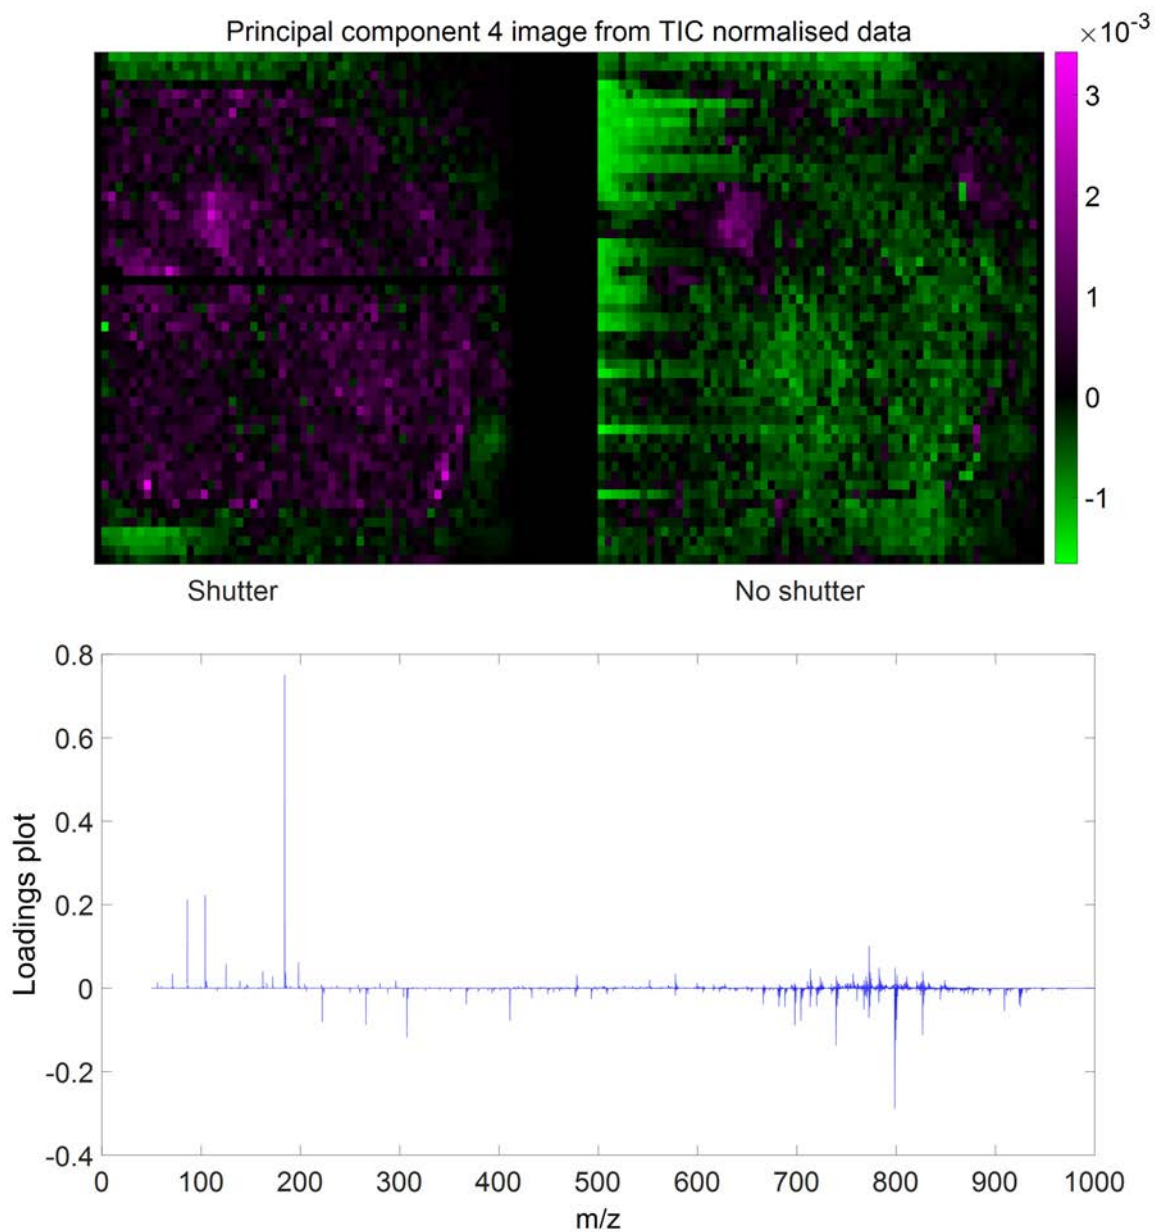 Principal component 4 image from TIC normalised data
×10⁻³
3
2
1
0
-1
Shutter
No shutter
0.8
0.6
0.4
0.2
0
-0.2
-0.4
Loadings plot
0 100 200 300 400 500 600 700 800 900 1000
m/z